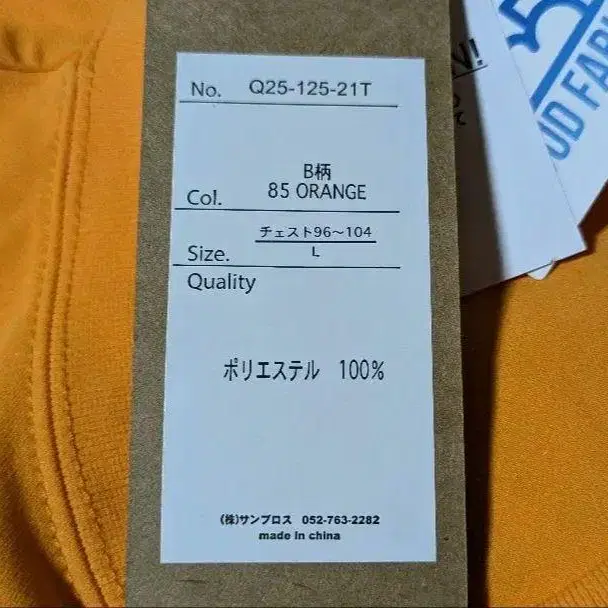 No. Q25-125-21T
B柄
Col. 85 ORANGE
チェスト96~104
Size. L
Quality
ポリエステル 100%
(株)サンプロス 052-763-2282
made in china